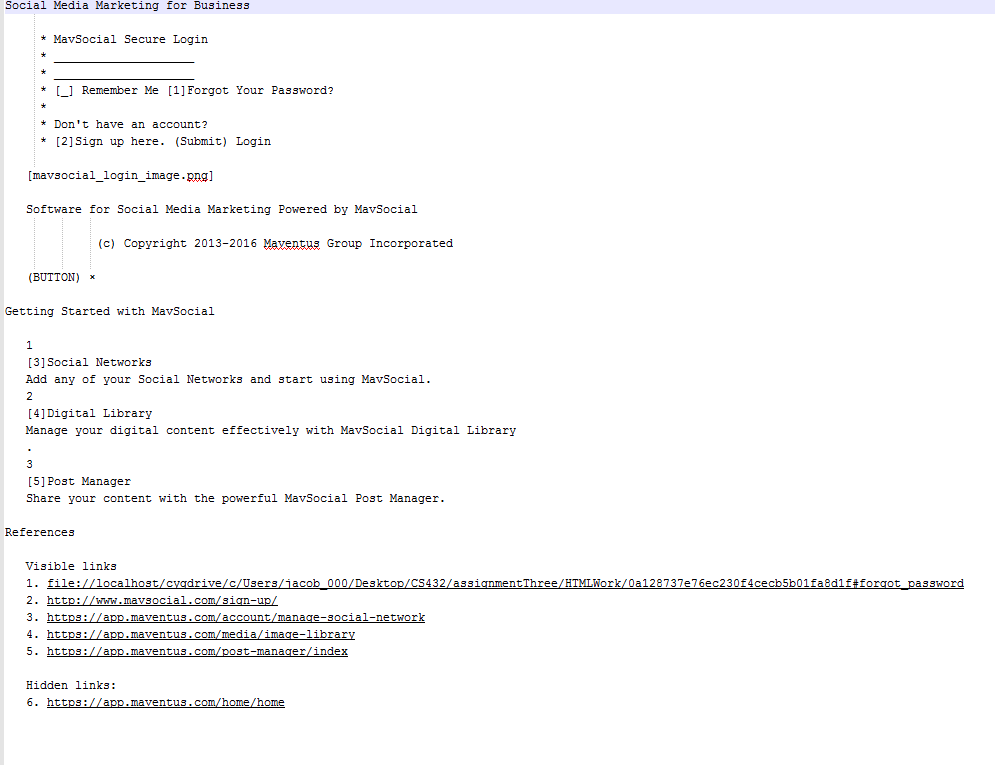 Social Media Marketing for Business
* MavSocial Secure Login
* ____________________
* ____________________
* [_] Remember Me [1]Forgot Your Password?
*
* Don't have an account?
* [2]Sign up here. (Submit) Login
[mavsocial_login_image.png]
Software for Social Media Marketing Powered by MavSocial
(c) Copyright 2013-2016 Maventus Group Incorporated
(BUTTON) ×
Getting Started with MavSocial
1
[3]Social Networks
Add any of your Social Networks and start using MavSocial.
2
[4]Digital Library
Manage your digital content effectively with MavSocial Digital Library
.
3
[5]Post Manager
Share your content with the powerful MavSocial Post Manager.
References
Visible links
1. file://localhost/cygdrive/c/Users/jacob_000/Desktop/CS432/assignmentThree/HTMLWork/0a128737e76ec230f4cecb5b01fa8d1f#forgot_password
2. http://www.mavsocial.com/sign-up/
3. https://app.maventus.com/account/manage-social-network
4. https://app.maventus.com/media/image-library
5. https://app.maventus.com/post-manager/index
Hidden links:
6. https://app.maventus.com/home/home